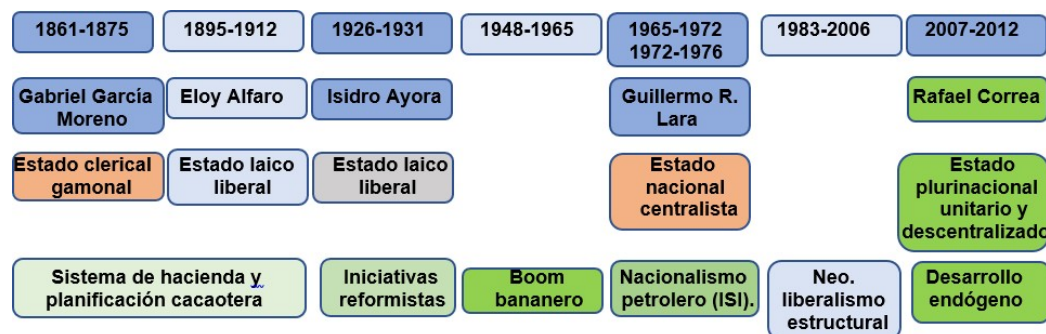 1861-1875
1895-1912
1926-1931
1948-1965
1965-1972
1972-1976
1983-2006
2007-2012
Gabriel García
Moreno
Eloy Alfaro
Isidro Ayora
Guillermo R.
Lara
Rafael Correa
Estado clerical
gamonal
Estado laico
liberal
Estado laico
liberal
Estado
nacional
centralista
Estado
plurinacional
unitario y
descentralizado
Sistema de hacienda y
planificación cacaotera
Iniciativas
reformistas
Boom
bananero
Nacionalismo
petrolero (ISI).
Neo.
liberalismo
estructural
Desarrollo
endógeno